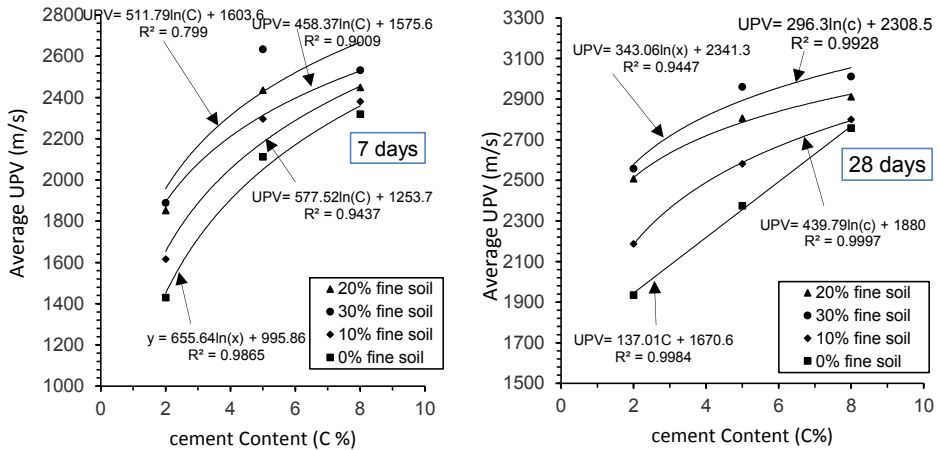 UPV= 511.79ln(C) + 1603.6
R² = 0.799
UPV= 458.37ln(C) + 1575.6
R² = 0.9009
2800
2600
2400
2200
2000
1800
1600
1400
1200
1000
Average UPV (m/s)
7 days
UPV= 577.52ln(C) + 1253.7
R² = 0.9437
y = 655.64ln(x) + 995.86
R² = 0.9865
20% fine soil
30% fine soil
10% fine soil
0% fine soil
0 2 4 6 8 10
cement Content (C %)
3300
3100
2900
2700
2500
2300
2100
1900
1700
1500
Average UPV (m/s)
UPV= 296.3ln(c) + 2308.5
R² = 0.9928
UPV= 343.06ln(x) + 2341.3
R² = 0.9447
28 days
UPV= 439.79ln(c) + 1880
R² = 0.9997
UPV= 137.01C + 1670.6
R² = 0.9984
20% fine soil
30% fine soil
10% fine soil
0% fine soil
0 2 4 6 8 10
cement Content (C%)